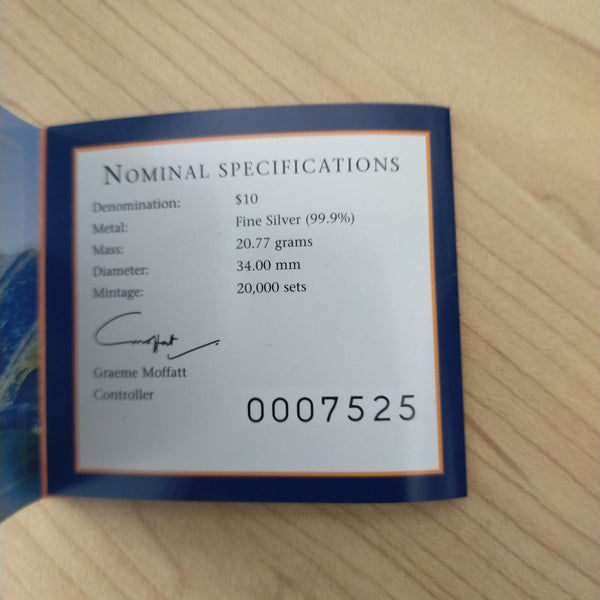 NOMINAL SPECIFICATIONS
Denomination: $10
Metal: Fine Silver (99.9%)
Mass: 20.77 grams
Diameter: 34.00 mm
Mintage: 20,000 sets
Cmoffat
Graeme Moffatt
Controller
0007525